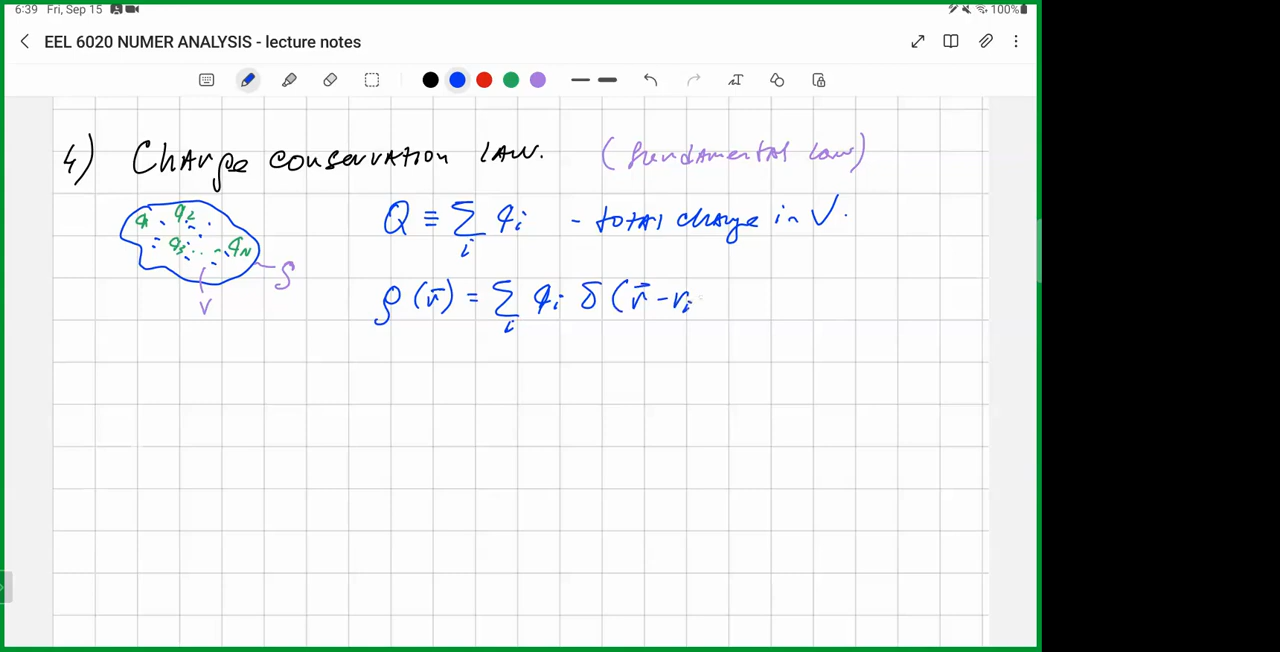 6:39 Fri, Sep 15 100%
EEL 6020 NUMER ANALYSIS - lecture notes
4) Charge conservation law. (fundamental law)
q1 q2 q3 qN
S
V
Q ≡ ∑ᵢ qᵢ - total charge in V.
ρ(r⃗) = ∑ᵢ qᵢ δ(r⃗ - rᵢ